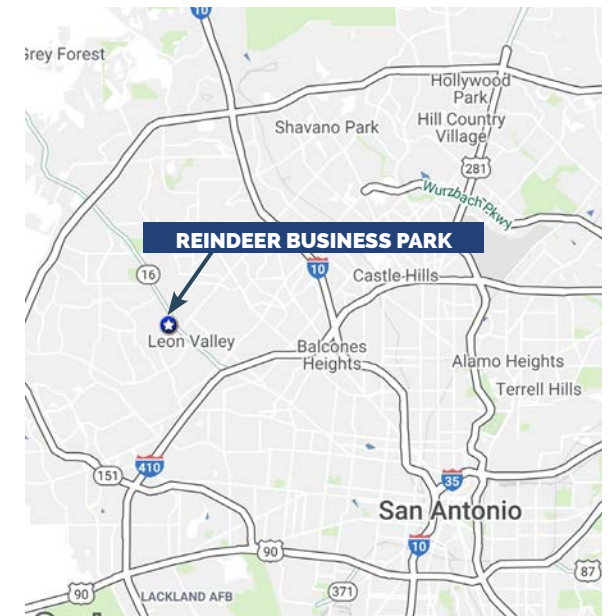 10
Grey Forest
Hollywood
Park
Shavano Park
Hill Country
Village
281
Wurzbach Pkwy
REINDEER BUSINESS PARK
16
10
Castle Hills
Leon Valley
Balcones
Heights
Alamo Heights
Terrell Hills
410
151
35
San Antonio
10
90
87
90
LACKLAND AFB
371